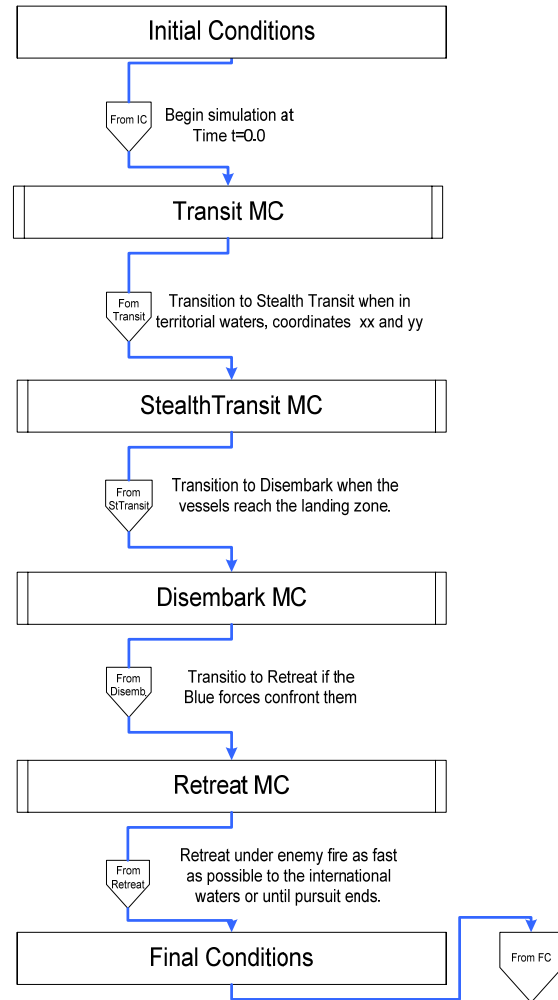 Initial Conditions
From IC
Begin simulation at
Time t=0.0
Transit MC
Fom
Transit
Transition to Stealth Transit when in
territorial waters, coordinates xx and yy
StealthTransit MC
From
StTransit
Transition to Disembark when the
vessels reach the landing zone.
Disembark MC
From
Disemb.
Transitio to Retreat if the
Blue forces confront them
Retreat MC
From
Retreat
Retreat under enemy fire as fast
as possible to the international
waters or until pursuit ends.
Final Conditions
From FC